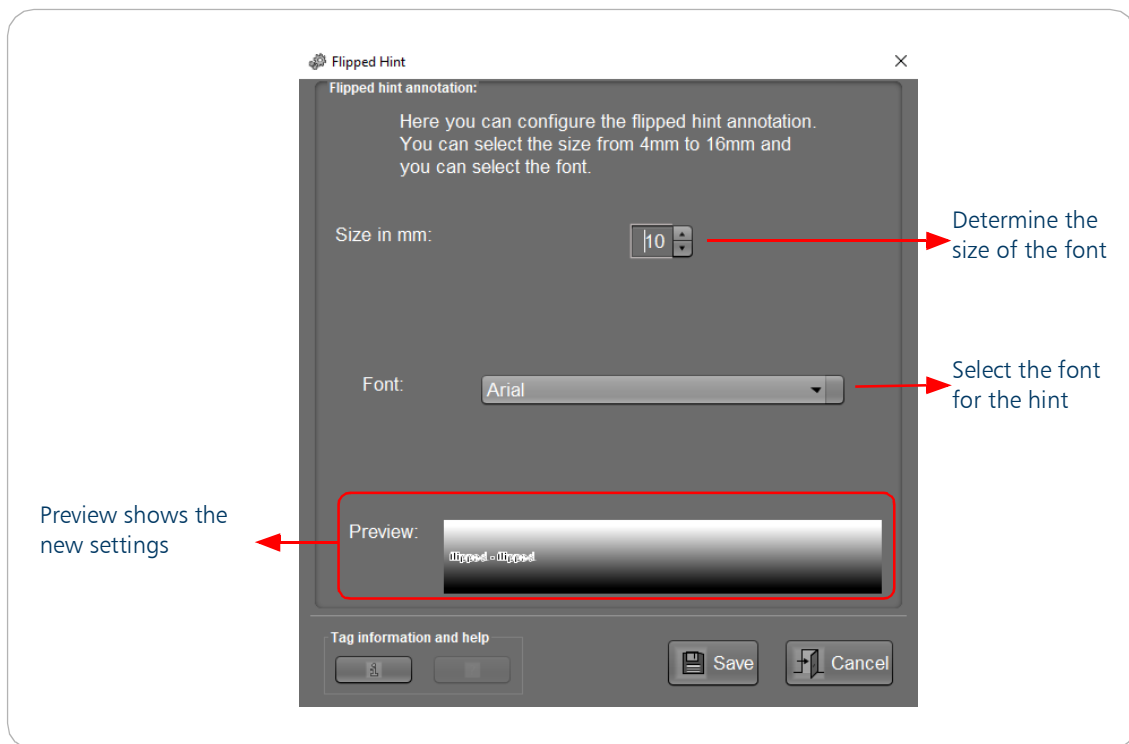 Flipped Hint
Flipped hint annotation:
Here you can configure the flipped hint annotation.
You can select the size from 4mm to 16mm and
you can select the font.
Size in mm:
10
Determine the
size of the font
Font:
Arial
Select the font
for the hint
Preview shows the
new settings
Preview:
flipped - flipped
Tag information and help
i
Save
Cancel